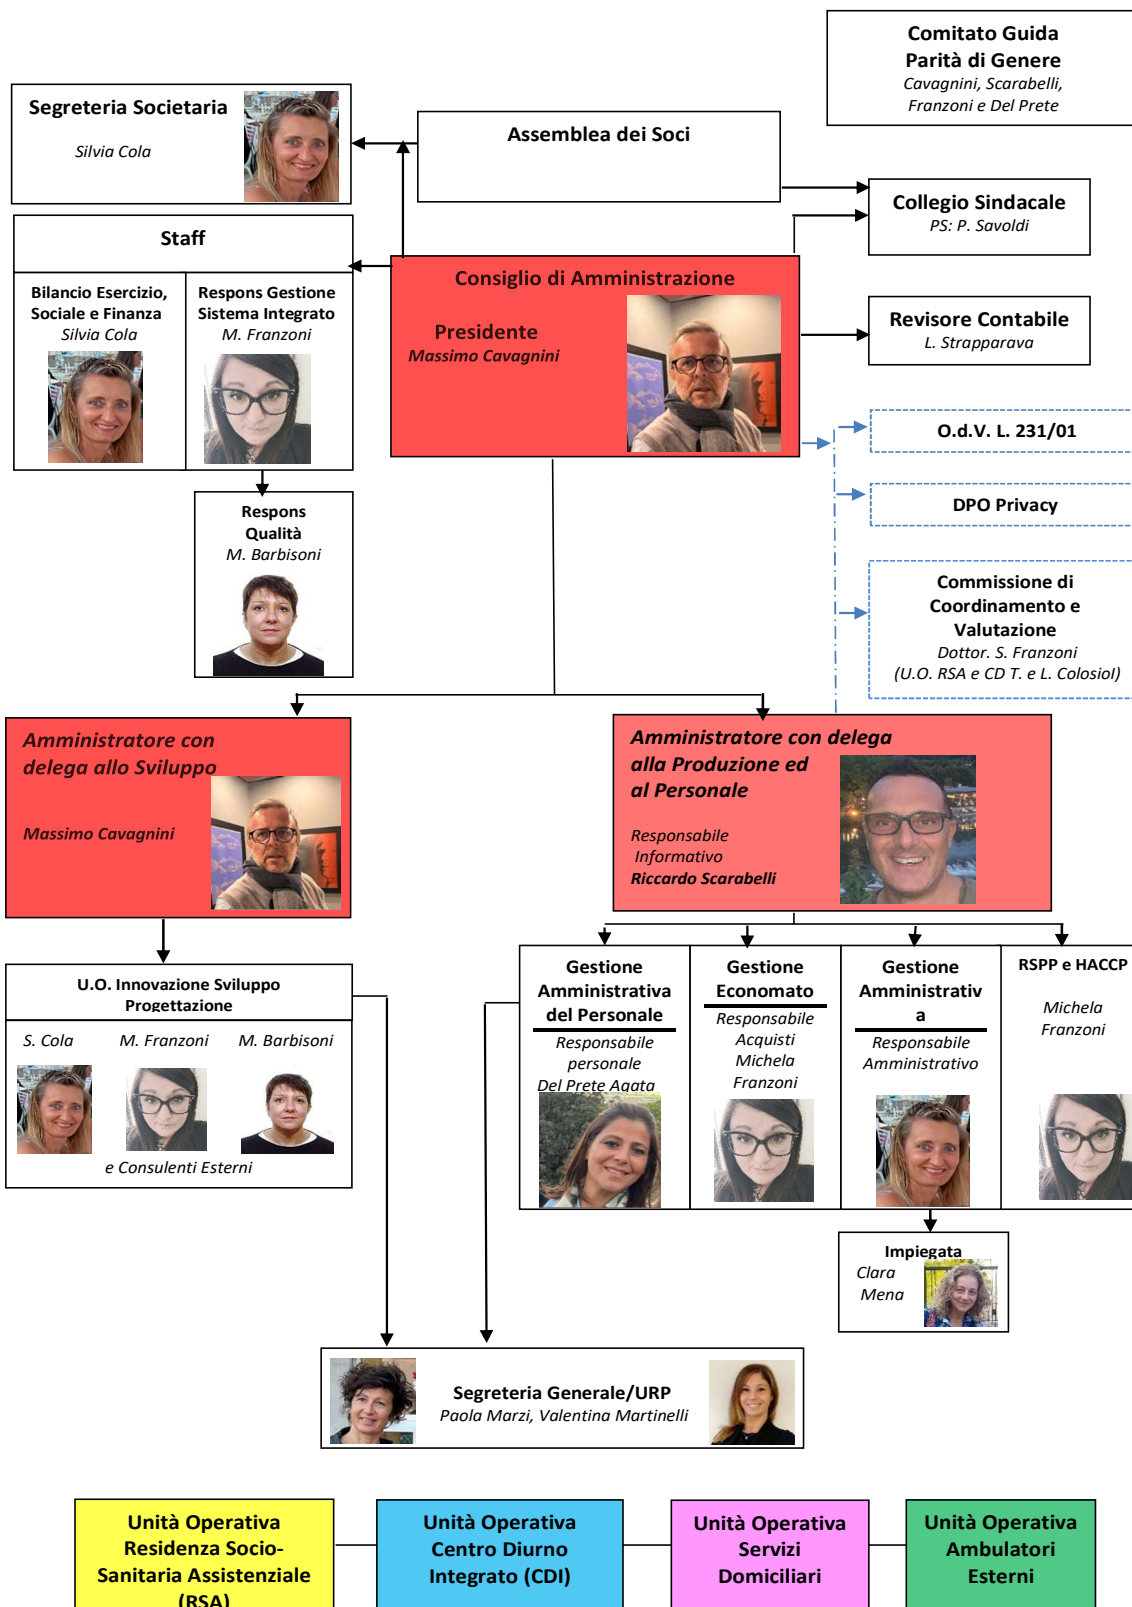 Comitato Guida
Parità di Genere
Cavagnini, Scarabelli,
Franzoni e Del Prete
Segreteria Societaria
Silvia Cola
Assemblea dei Soci
Collegio Sindacale
PS: P. Savoldi
Staff
Bilancio Esercizio,
Sociale e Finanza
Silvia Cola
Respons Gestione
Sistema Integrato
M. Franzoni
Consiglio di Amministrazione
Presidente
Massimo Cavagnini
Revisore Contabile
L. Strapparava
O.d.V. L. 231/01
DPO Privacy
Respons
Qualità
M. Barbisoni
Commissione di
Coordinamento e
Valutazione
Dottor. S. Franzoni
(U.O. RSA e CD T. e L. Colosiol)
Amministratore con
delega allo Sviluppo
Massimo Cavagnini
Amministratore con delega
alla Produzione ed
al Personale
Responsabile
Informativo
Riccardo Scarabelli
U.O. Innovazione Sviluppo
Progettazione
S. Cola M. Franzoni M. Barbisoni
e Consulenti Esterni
Gestione
Amministrativa
del Personale
Responsabile
personale
Del Prete Agata
Gestione
Economato
Responsabile
Acquisti
Michela
Franzoni
Gestione
Amministrativ
a
Responsabile
Amministrativo
RSPP e HACCP
Michela
Franzoni
Impiegata
Clara
Mena
Segreteria Generale/URP
Paola Marzi, Valentina Martinelli
Unità Operativa
Residenza Socio-
Sanitaria Assistenziale
(RSA)
Unità Operativa
Centro Diurno
Integrato (CDI)
Unità Operativa
Servizi
Domiciliari
Unità Operativa
Ambulatori
Esterni